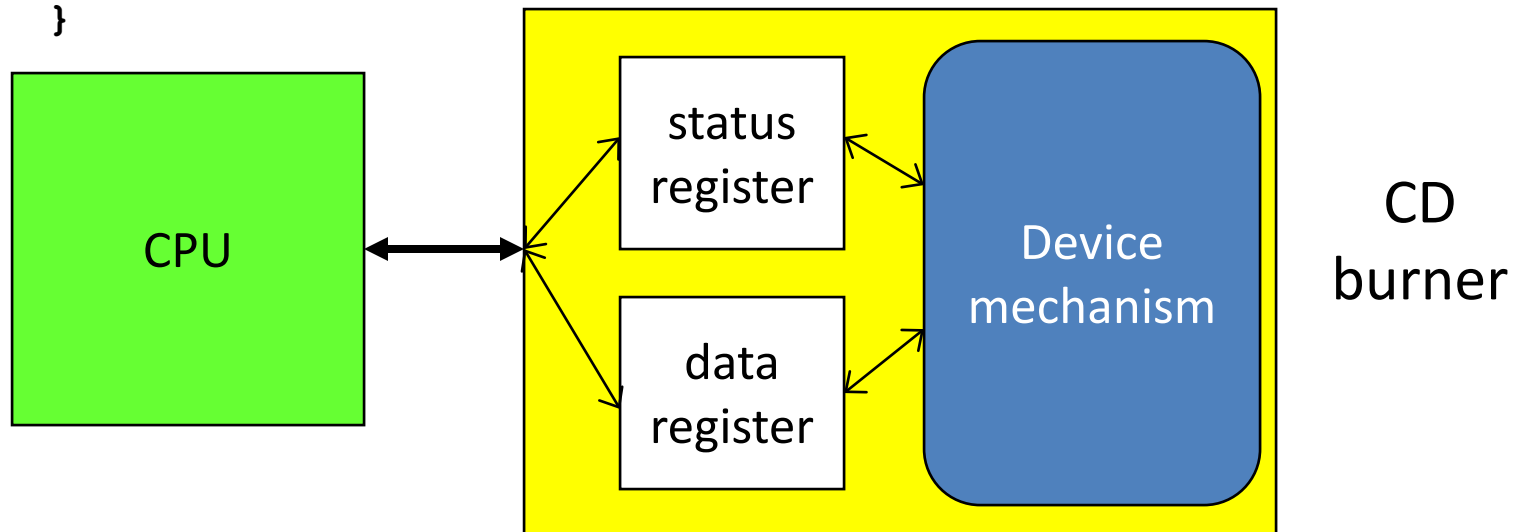 }
CPU
status
register
data
register
Device
mechanism
CD
burner